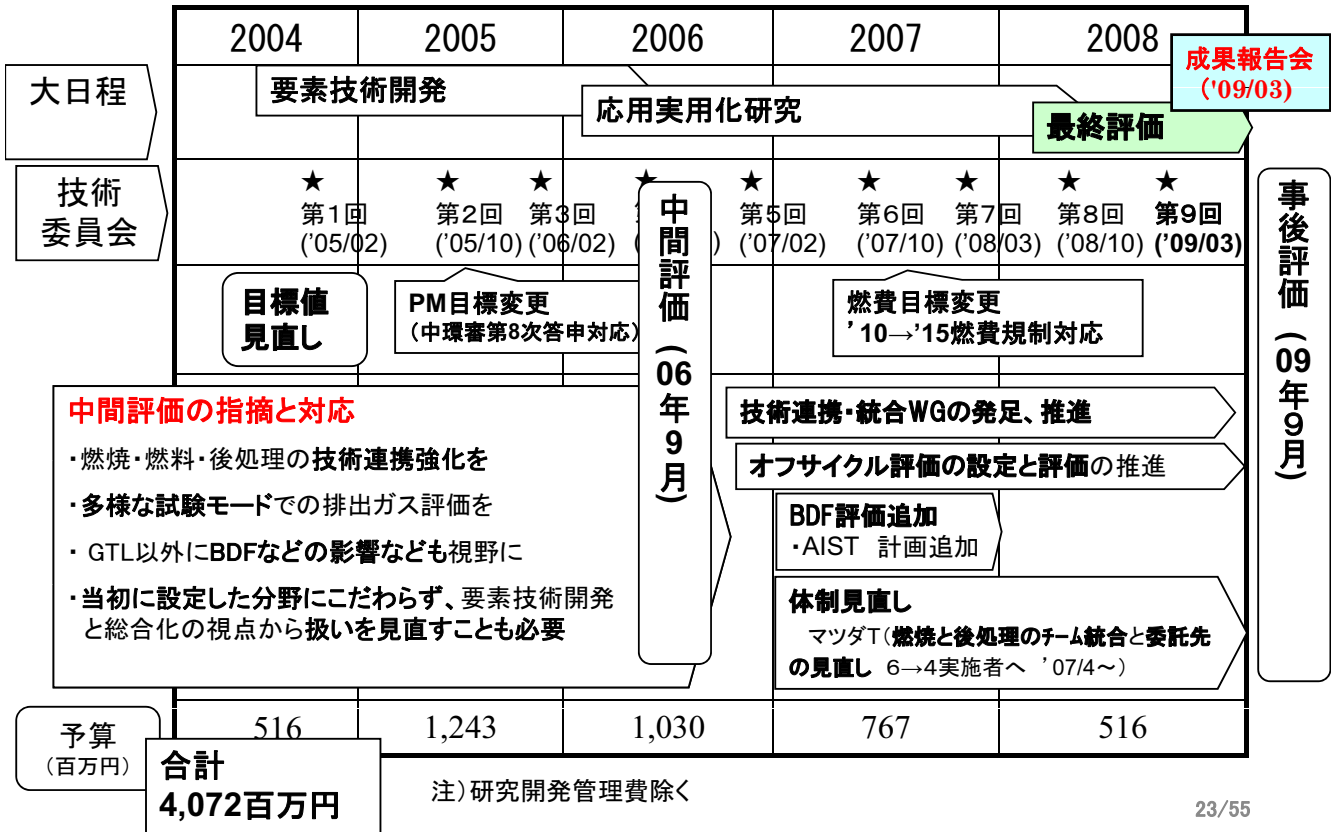 2004 2005 2006 2007 2008
成果報告会
('09/03)
大日程
要素技術開発
応用実用化研究
最終評価
技術
委員会
★ ★ ★ ★ ★ ★ ★ ★ ★
第1回 第2回 第3回 第5回 第6回 第7回 第8回 第9回
('05/02) ('05/10) ('06/02) ('07/02) ('07/10) ('08/03) ('08/10) ('09/03)
中間評価(06年9月)
事後評価(09年9月)
目標値
見直し
PM目標変更
(中環審第8次答申対応)
燃費目標変更
'10→'15燃費規制対応
中間評価の指摘と対応
・燃焼・燃料・後処理の技術連携強化を
・多様な試験モードでの排出ガス評価を
・GTL以外にBDFなどの影響なども視野に
・当初に設定した分野にこだわらず、要素技術開発
と総合化の視点から扱いを見直すことも必要
技術連携・統合WGの発足、推進
オフサイクル評価の設定と評価の推進
BDF評価追加
・AIST 計画追加
体制見直し
マツダT(燃焼と後処理のチーム統合と委託先
の見直し 6→4実施者へ '07/4~)
予算
(百万円)
516 1,243 1,030 767 516
合計
4,072百万円
注)研究開発管理費除く
23/55